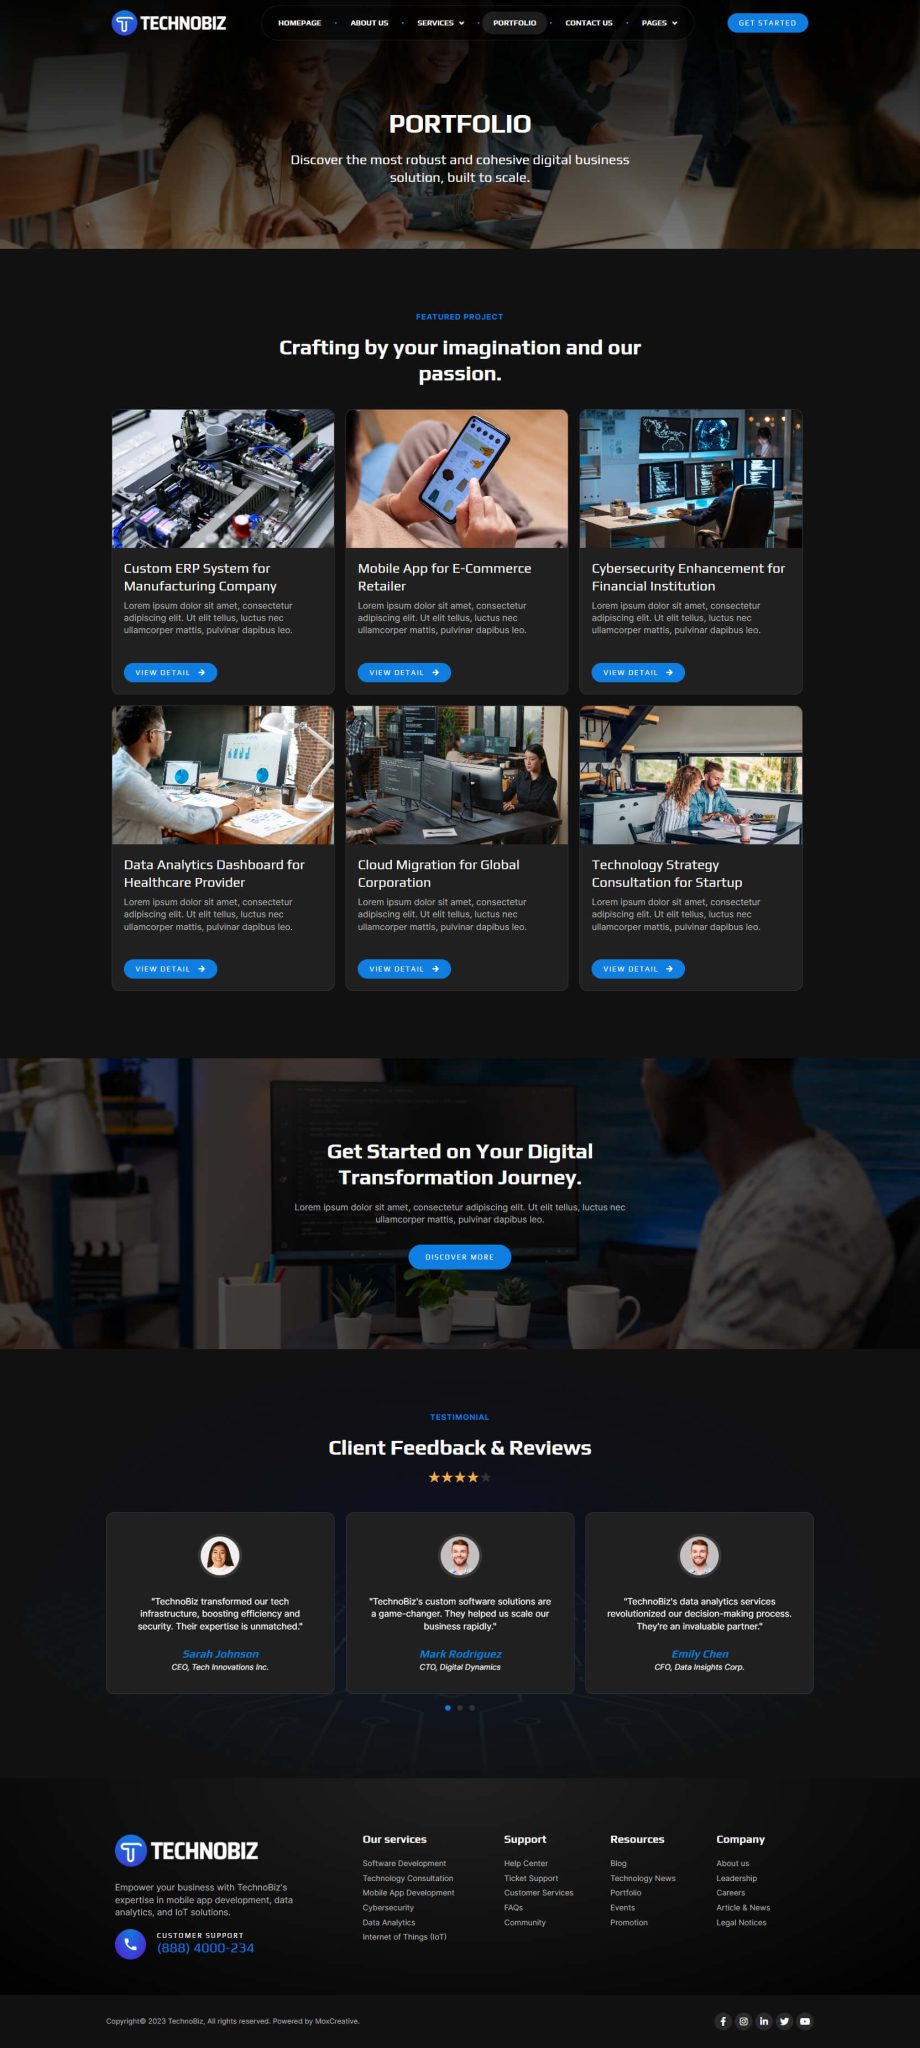 TECHNOBIZ
HOMEPAGE
ABOUT US
SERVICES
PORTFOLIO
CONTACT US
PAGES
GET STARTED
PORTFOLIO
Discover the most robust and cohesive digital business
solution, built to scale.
FEATURED PROJECT
Crafting by your imagination and our
passion.
Custom ERP System for
Manufacturing Company
Lorem ipsum dolor sit amet, consectetur
adipiscing elit. Ut elit tellus, luctus nec
ullamcorper mattis, pulvinar dapibus leo.
VIEW DETAIL
Mobile App for E-Commerce
Retailer
Lorem ipsum dolor sit amet, consectetur
adipiscing elit. Ut elit tellus, luctus nec
ullamcorper mattis, pulvinar dapibus leo.
VIEW DETAIL
Cybersecurity Enhancement for
Financial Institution
Lorem ipsum dolor sit amet, consectetur
adipiscing elit. Ut elit tellus, luctus nec
ullamcorper mattis, pulvinar dapibus leo.
VIEW DETAIL
Data Analytics Dashboard for
Healthcare Provider
Lorem ipsum dolor sit amet, consectetur
adipiscing elit. Ut elit tellus, luctus nec
ullamcorper mattis, pulvinar dapibus leo.
VIEW DETAIL
Cloud Migration for Global
Corporation
Lorem ipsum dolor sit amet, consectetur
adipiscing elit. Ut elit tellus, luctus nec
ullamcorper mattis, pulvinar dapibus leo.
VIEW DETAIL
Technology Strategy
Consultation for Startup
Lorem ipsum dolor sit amet, consectetur
adipiscing elit. Ut elit tellus, luctus nec
ullamcorper mattis, pulvinar dapibus leo.
VIEW DETAIL
Get Started on Your Digital
Transformation Journey.
Lorem ipsum dolor sit amet, consectetur adipiscing elit. Ut elit tellus, luctus nec
ullamcorper mattis, pulvinar dapibus leo.
DISCOVER MORE
TESTIMONIAL
Client Feedback & Reviews
"TechnoBiz transformed our tech
infrastructure, boosting efficiency and
security. Their expertise is unmatched."
Sarah Johnson
CEO, Tech Innovations Inc.
"TechnoBiz's custom software solutions are
a game-changer. They helped us scale our
business rapidly."
Mark Rodriguez
CTO, Digital Dynamics
"TechnoBiz's data analytics services
revolutionized our decision-making process.
They're an invaluable partner."
Emily Chen
CFO, Data Insights Corp.
TECHNOBIZ
Empower your business with TechnoBiz's
expertise in mobile app development, data
analytics, and IoT solutions.
CUSTOMER SUPPORT
(888) 4000-234
Our services
Software Development
Technology Consultation
Mobile App Development
Cybersecurity
Data Analytics
Internet of Things (IoT)
Support
Help Center
Ticket Support
Customer Services
FAQs
Community
Resources
Blog
Technology News
Portfolio
Events
Promotion
Company
About us
Leadership
Careers
Article & News
Legal Notices
Copyright© 2023 TechnoBiz, All rights reserved. Powered by MoxCreative.